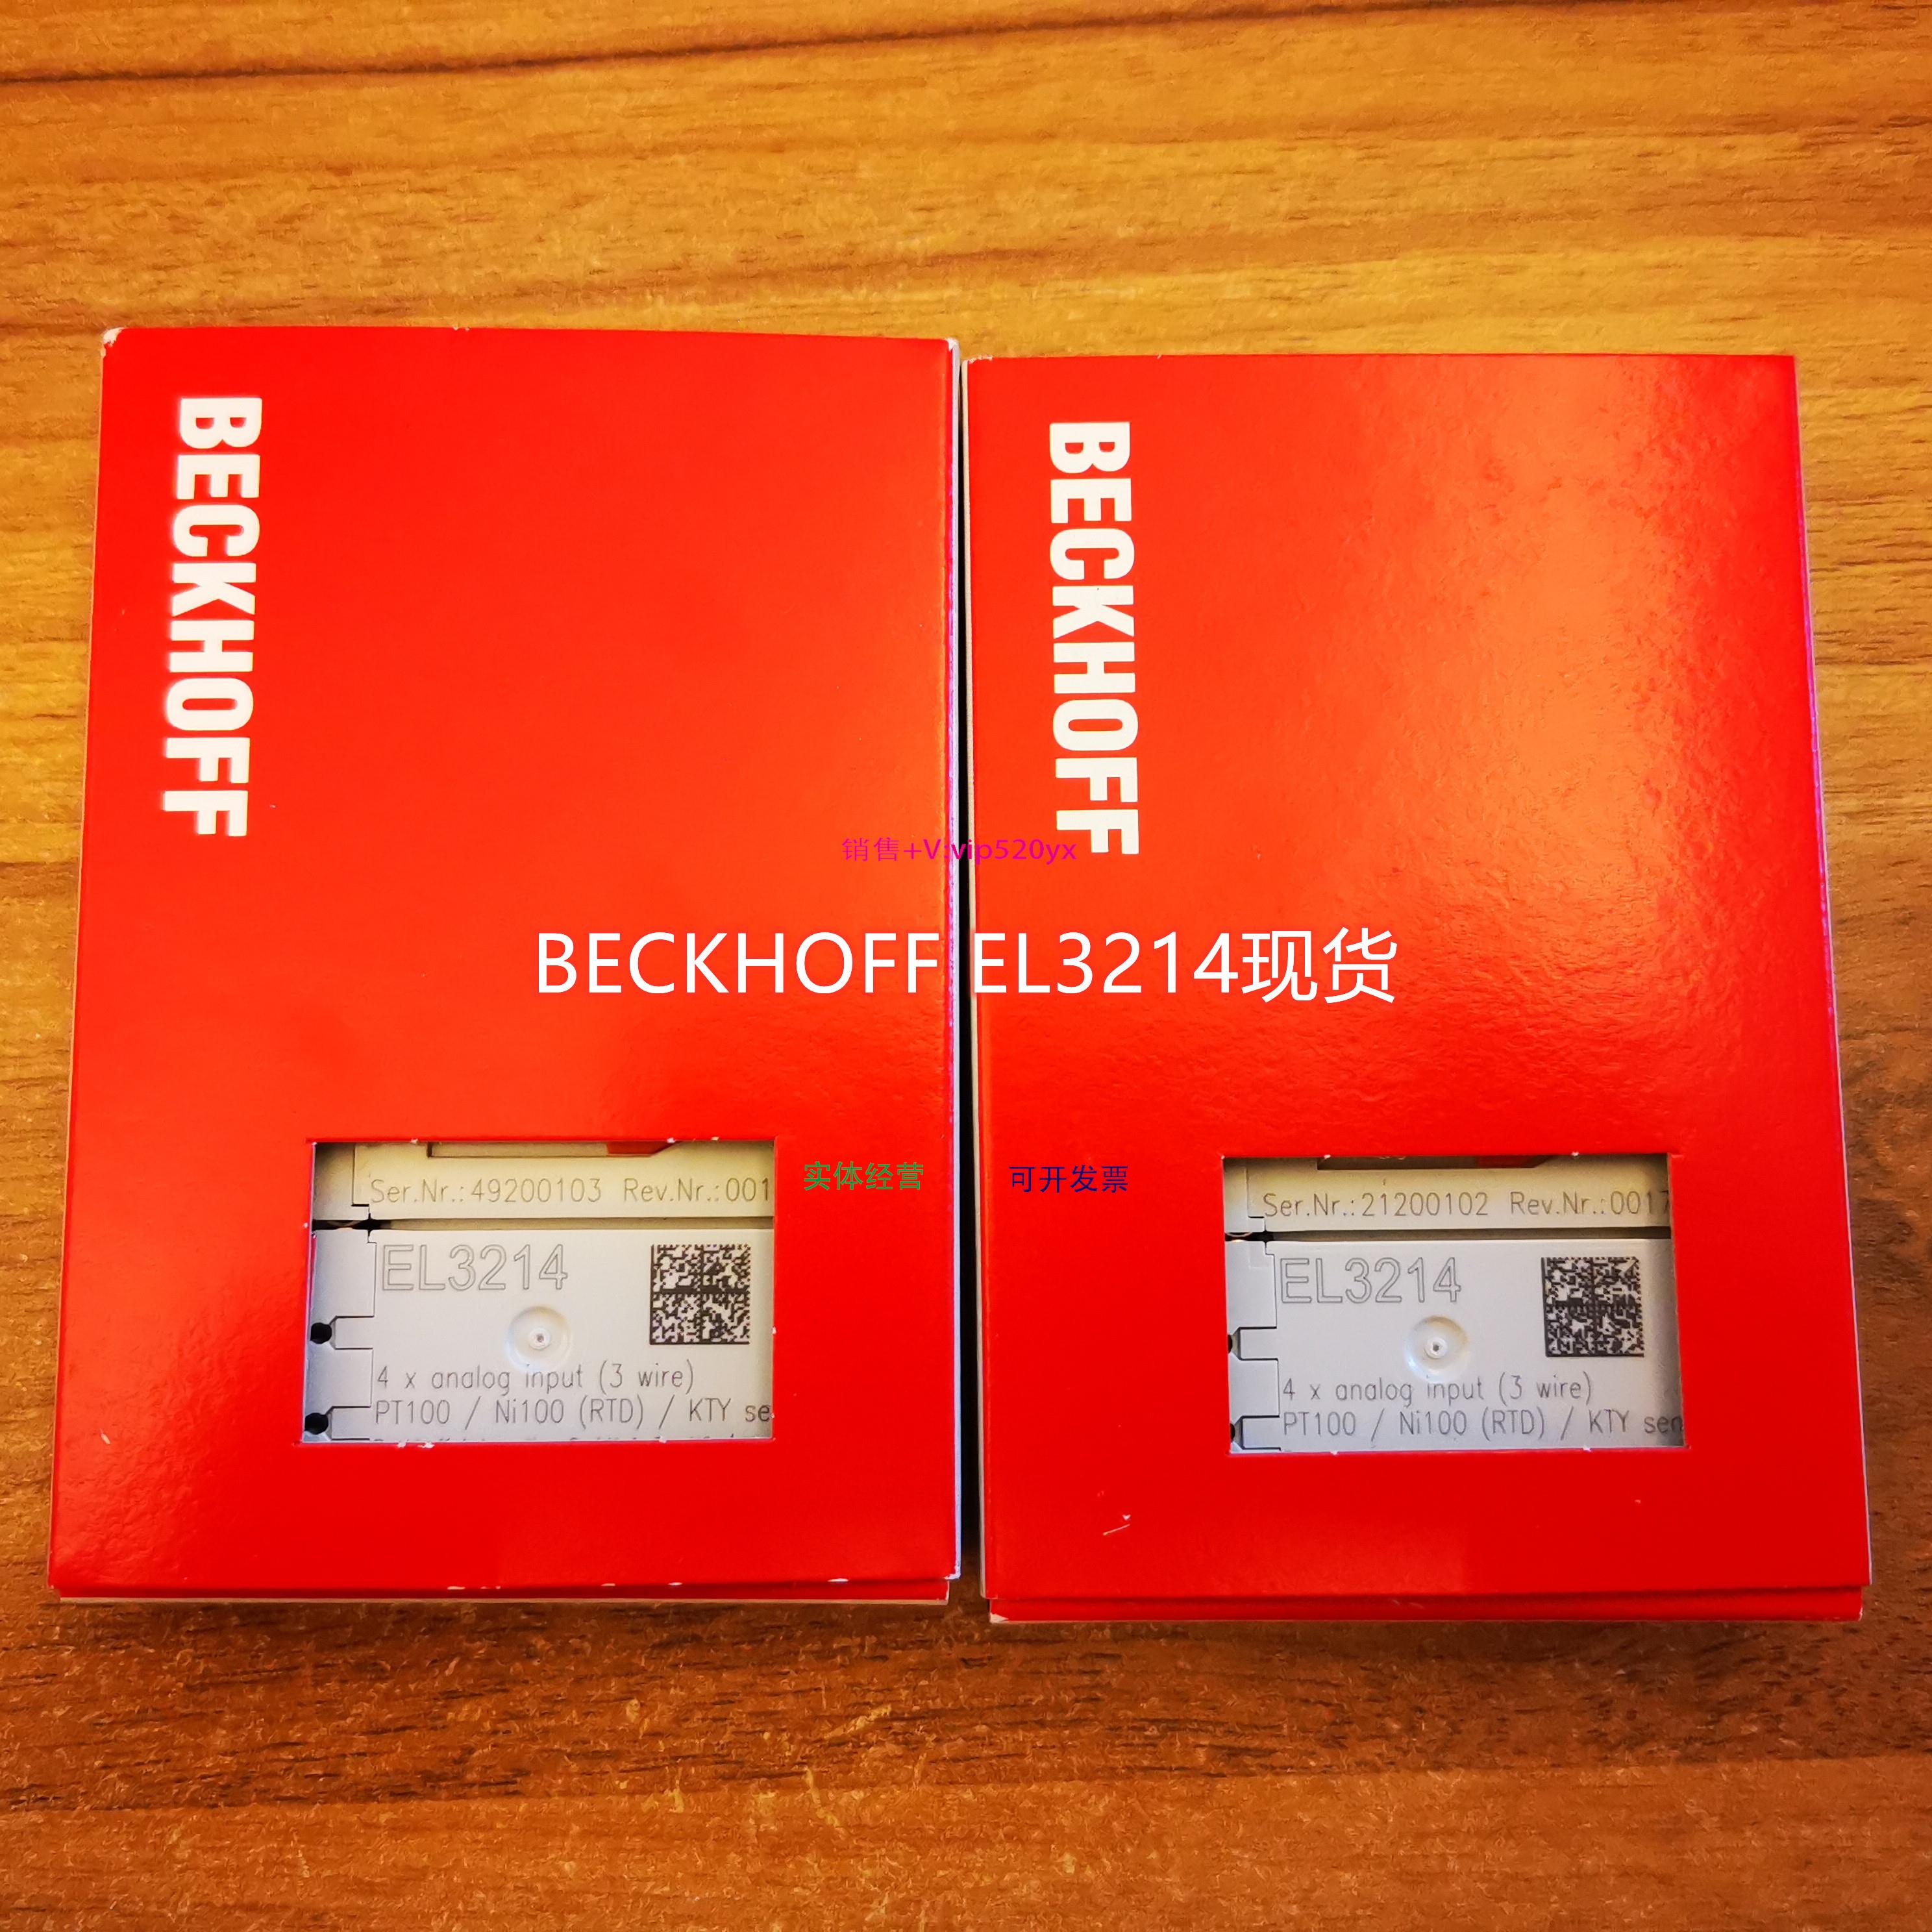 BECKHOFF
BECKHOFF
销售+V:vip520yx
BECKHOFF EL3214现货
实体经营
可开发票
Ser.Nr.:49200103 Rev.Nr.:001
EL3214
4 x analog input (3 wire)
PT100 / Ni100 (RTD) / KTY se
Ser.Nr.:21200102 Rev.Nr.:0017
EL3214
4 x analog input (3 wire)
PT100 / Ni100 (RTD) / KTY sen